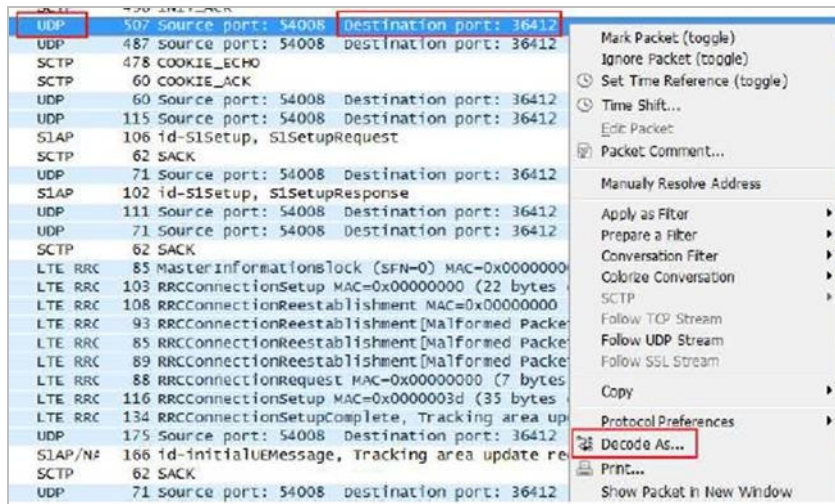 UDP 507 Source port: 54008 Destination port: 36412
UDP 487 Source port: 54008 Destination port: 36412
SCTP 478 COOKIE_ECHO
SCTP 60 COOKIE_ACK
UDP 60 Source port: 54008 Destination port: 36412
UDP 115 Source port: 54008 Destination port: 36412
S1AP 106 id-S1Setup, S1SetupRequest
SCTP 62 SACK
UDP 71 Source port: 54008 Destination port: 36412
S1AP 102 id-S1Setup, S1SetupResponse
UDP 111 Source port: 54008 Destination port: 36412
UDP 71 Source port: 54008 Destination port: 36412
SCTP 62 SACK
LTE RRC 85 MasterInformationBlock (SFN=0) MAC=0x0000000
LTE RRC 103 RRCConnectionSetup MAC=0x00000000 (22 bytes
LTE RRC 108 RRCConnectionReestablishment MAC=0x00000000
LTE RRC 93 RRCConnectionReestablishment[Malformed Packe
LTE RRC 85 RRCConnectionReestablishment[Malformed Packe
LTE RRC 89 RRCConnectionReestablishment[Malformed Packe
LTE RRC 88 RRCConnectionRequest MAC=0x00000000 (7 bytes
LTE RRC 116 RRCConnectionSetup MAC=0x0000003d (35 bytes
LTE RRC 134 RRCConnectionSetupComplete, Tracking area up
UDP 175 Source port: 54008 Destination port: 36412
S1AP/NA 166 id-initialUEMessage, Tracking area update re
SCTP 62 SACK
UDP 71 Source port: 54008 Destination port: 36412
Mark Packet (toggle)
Ignore Packet (toggle)
Set Time Reference (toggle)
Time Shift...
Edit Packet
Packet Comment...
Manually Resolve Address
Apply as Filter
Prepare a Filter
Conversation Filter
Colorize Conversation
SCTP
Follow TCP Stream
Follow UDP Stream
Follow SSL Stream
Copy
Protocol Preferences
Decode As...
Print...
Show Packet in New Window